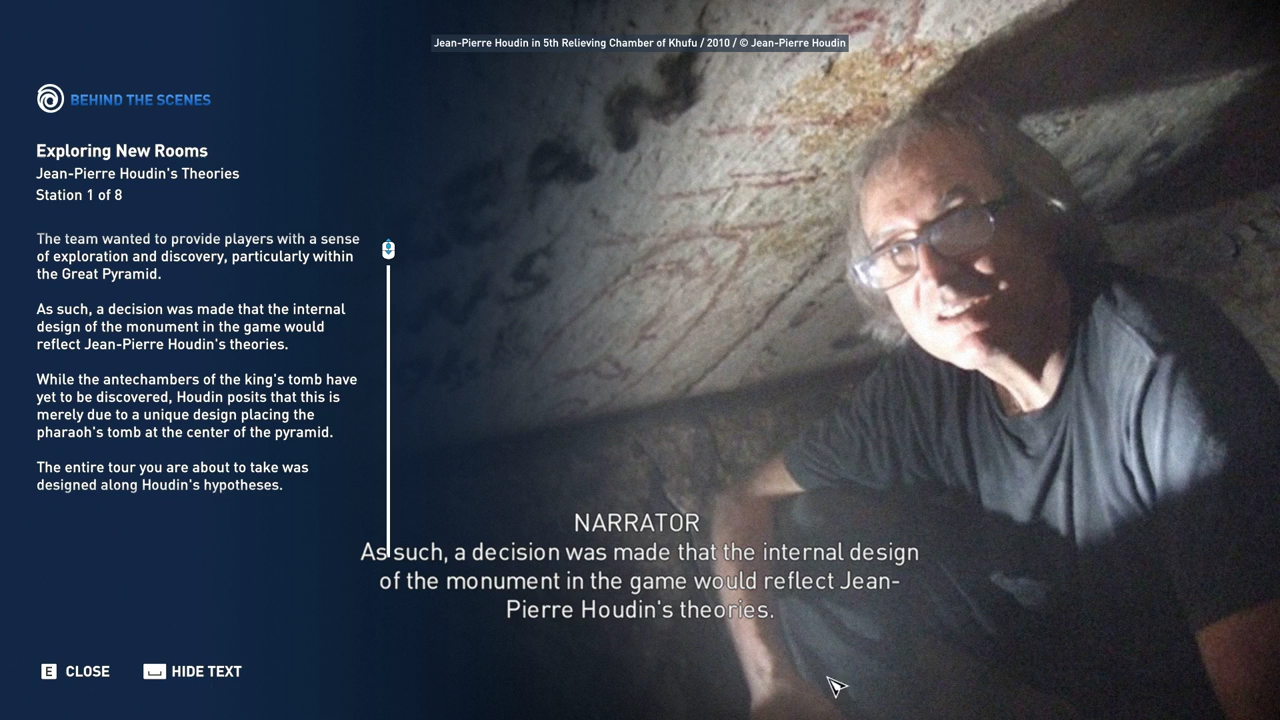 Jean-Pierre Houdin in 5th Relieving Chamber of Khufu / 2010 / © Jean-Pierre Houdin
BEHIND THE SCENES
Exploring New Rooms
Jean-Pierre Houdin's Theories
Station 1 of 8
The team wanted to provide players with a sense
of exploration and discovery, particularly within
the Great Pyramid.
As such, a decision was made that the internal
design of the monument in the game would
reflect Jean-Pierre Houdin's theories.
While the antechambers of the king's tomb have
yet to be discovered, Houdin posits that this is
merely due to a unique design placing the
pharaoh's tomb at the center of the pyramid.
The entire tour you are about to take was
designed along Houdin's hypotheses.
NARRATOR
As such, a decision was made that the internal design
of the monument in the game would reflect Jean-
Pierre Houdin's theories.
E CLOSE
HIDE TEXT